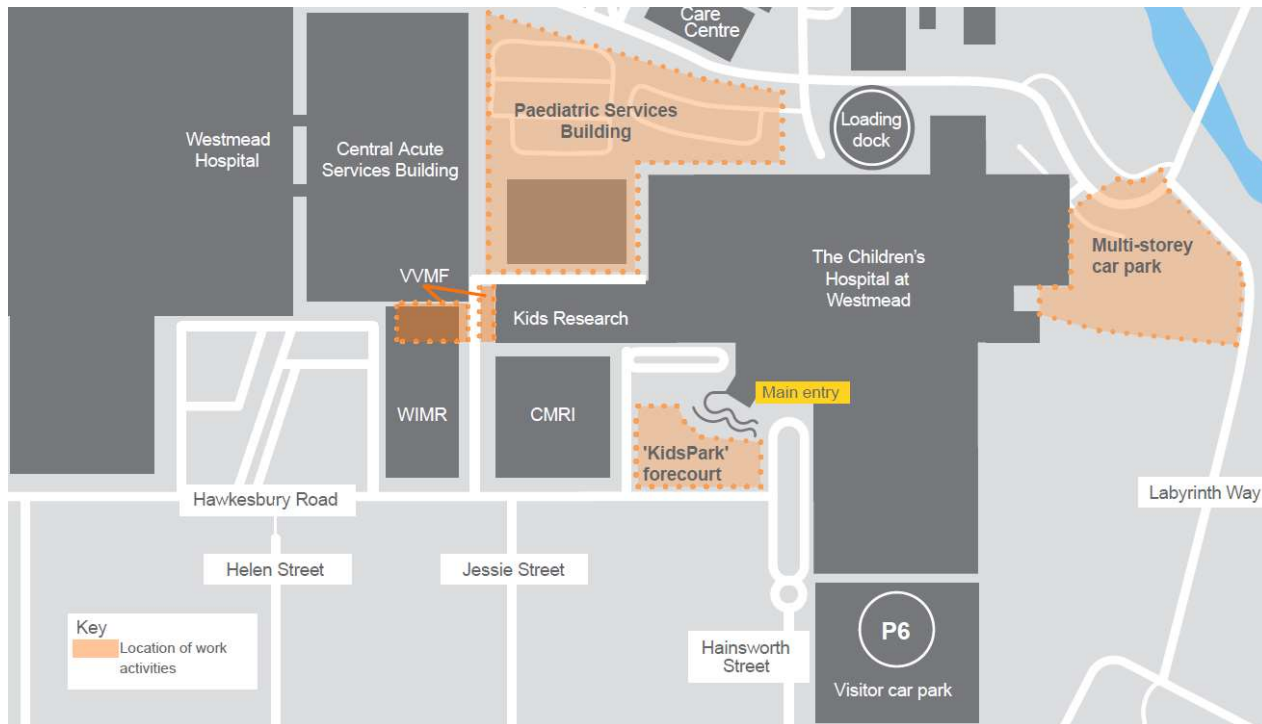 Care
Centre
Paediatric Services
Building
Loading
dock
Westmead
Hospital
Central Acute
Services Building
Multi-storey
car park
The Children's
Hospital at
Westmead
VVMF
Kids Research
Main entry
WIMR
CMRI
'KidsPark'
forecourt
Hawkesbury Road
Labyrinth Way
Helen Street
Jessie Street
Key
Location of work
activities
Hainsworth
Street
P6
Visitor car park